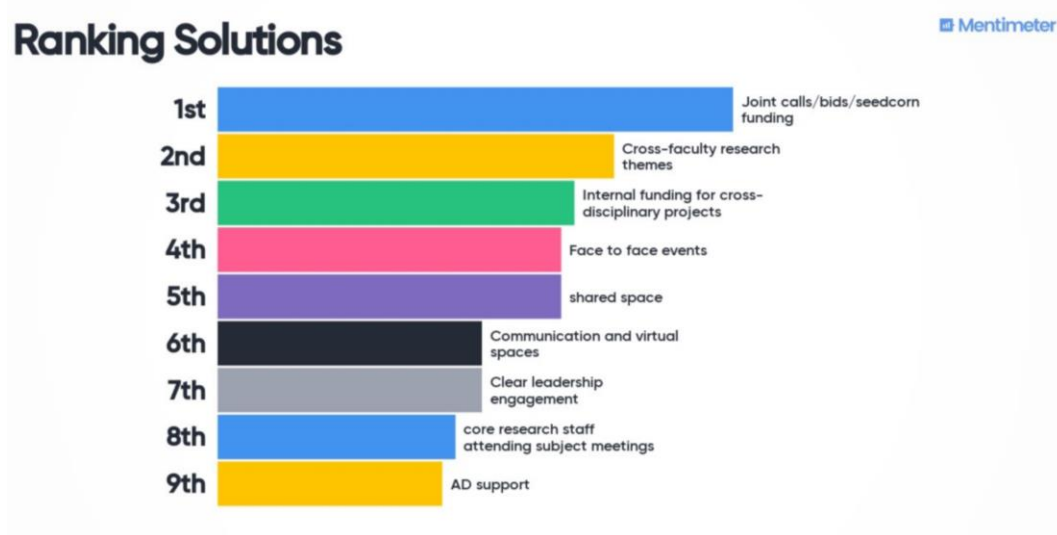 Ranking Solutions
Mentimeter
1st
Joint calls/bids/seedcorn
funding
2nd
Cross-faculty research
themes
3rd
Internal funding for cross-
disciplinary projects
4th
Face to face events
5th
shared space
6th
Communication and virtual
spaces
7th
Clear leadership
engagement
8th
core research staff
attending subject meetings
9th
AD support